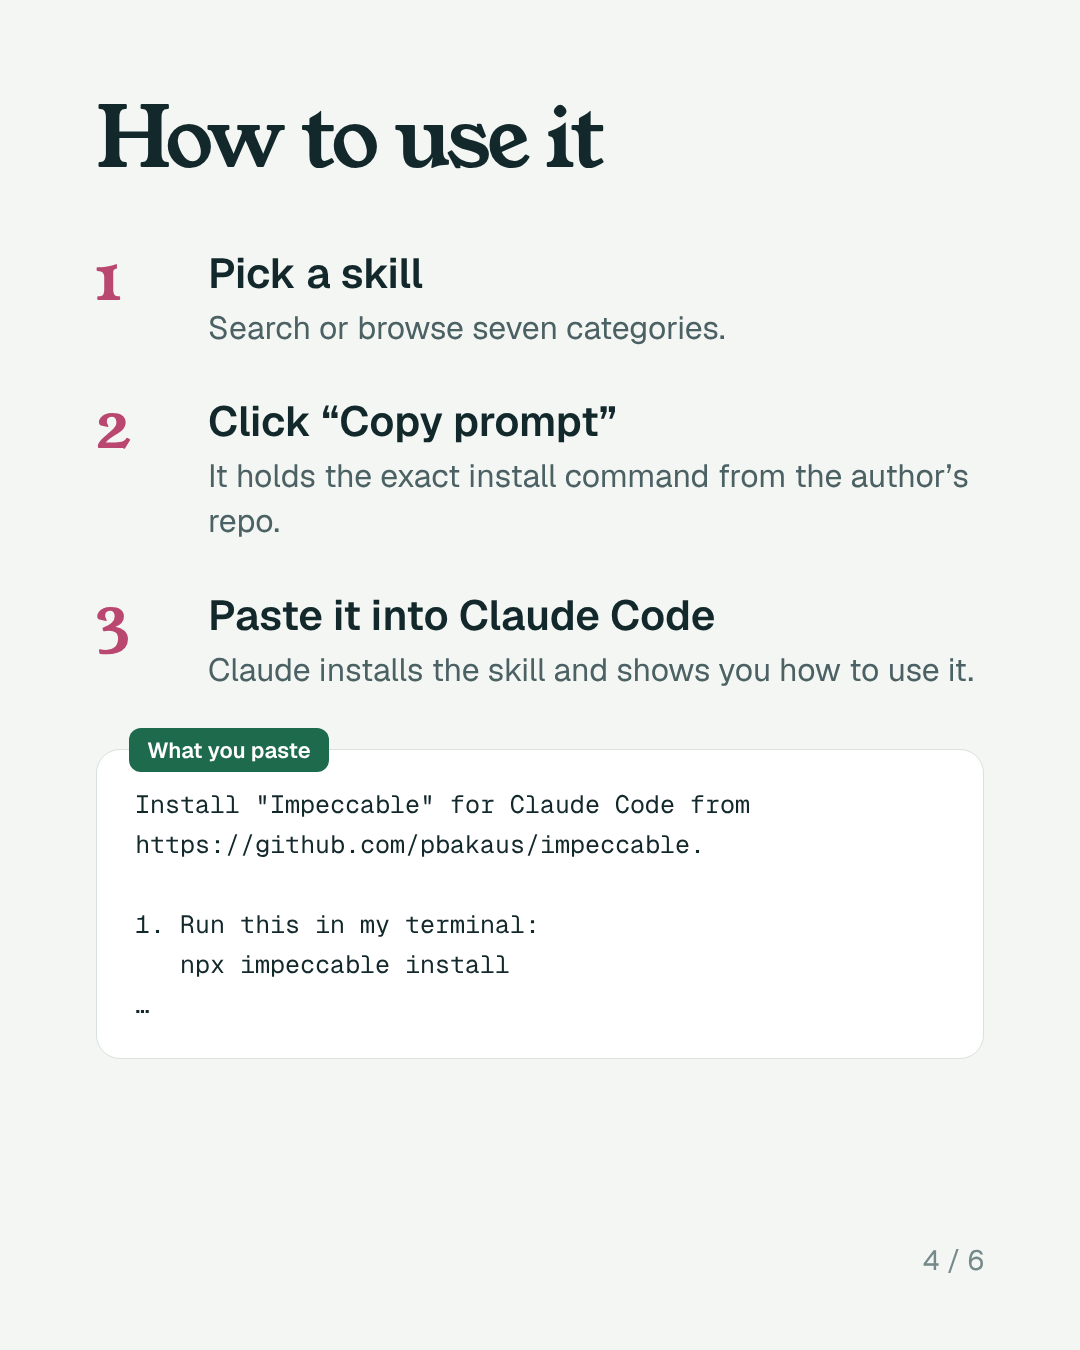 How to use it
1 Pick a skill
Search or browse seven categories.
2 Click “Copy prompt”
It holds the exact install command from the author’s
repo.
3 Paste it into Claude Code
Claude installs the skill and shows you how to use it.
What you paste
Install "Impeccable" for Claude Code from
https://github.com/pbakaus/impeccable.
1. Run this in my terminal:
npx impeccable install
…
4 / 6